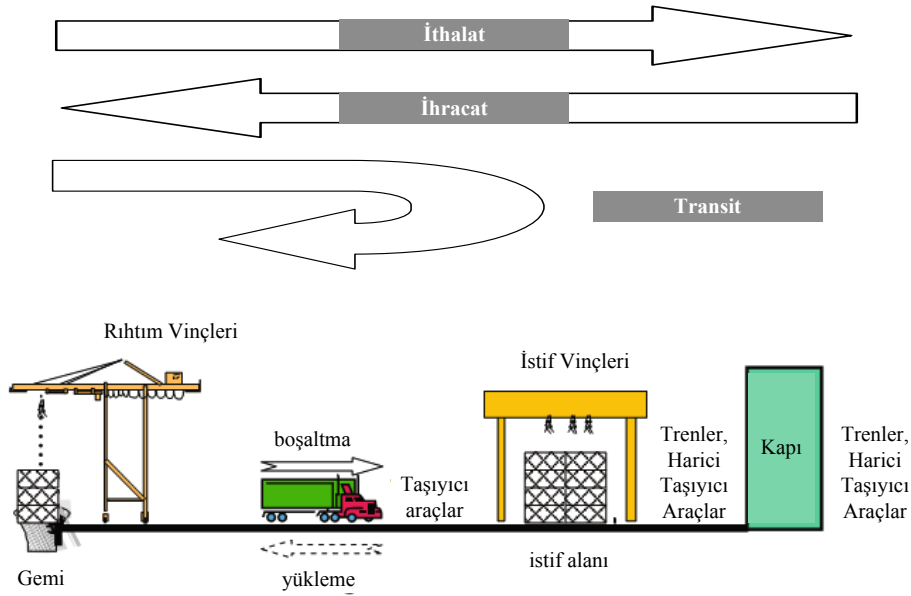 İthalat
İhracat
Transit
Rıhtım Vinçleri
İstif Vinçleri
boşaltma
Taşıyıcı
araçlar
Trenler,
Harici
Taşıyıcı
Araçlar
Kapı
Trenler,
Harici
Taşıyıcı
Araçlar
Gemi
yükleme
istif alanı